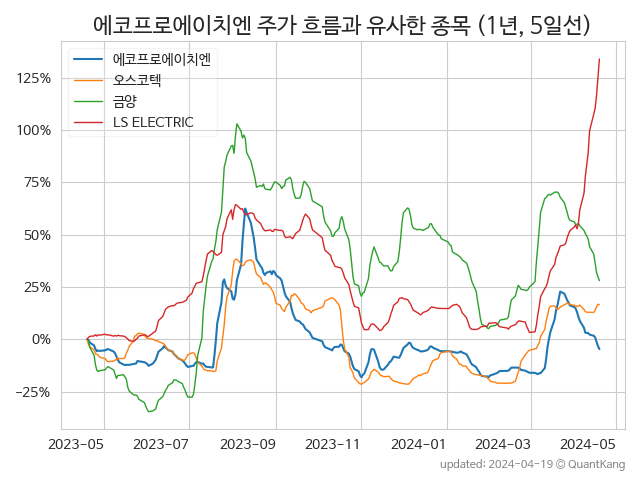 에코프로에이치엔 주가 흐름과 유사한 종목 (1년, 5일선)
에코프로에이치엔
오스코텍
금양
LS ELECTRIC
125%
100%
75%
50%
25%
0%
−25%
2023-05 2023-07 2023-09 2023-11 2024-01 2024-03 2024-05
updated: 2024-04-19 © QuantKang